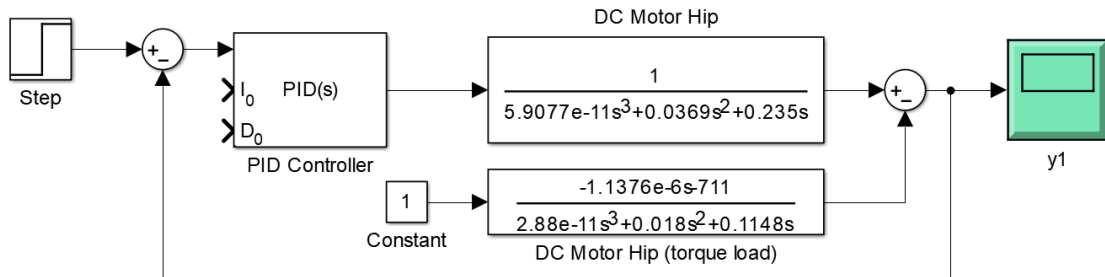 DC Motor Hip
Step
+
−
I₀
D₀
PID(s)
PID Controller
1
5.9077e-11s³+0.0369s²+0.235s
+
−
y1
1
Constant
-1.1376e-6s-711
2.88e-11s³+0.018s²+0.1148s
DC Motor Hip (torque load)